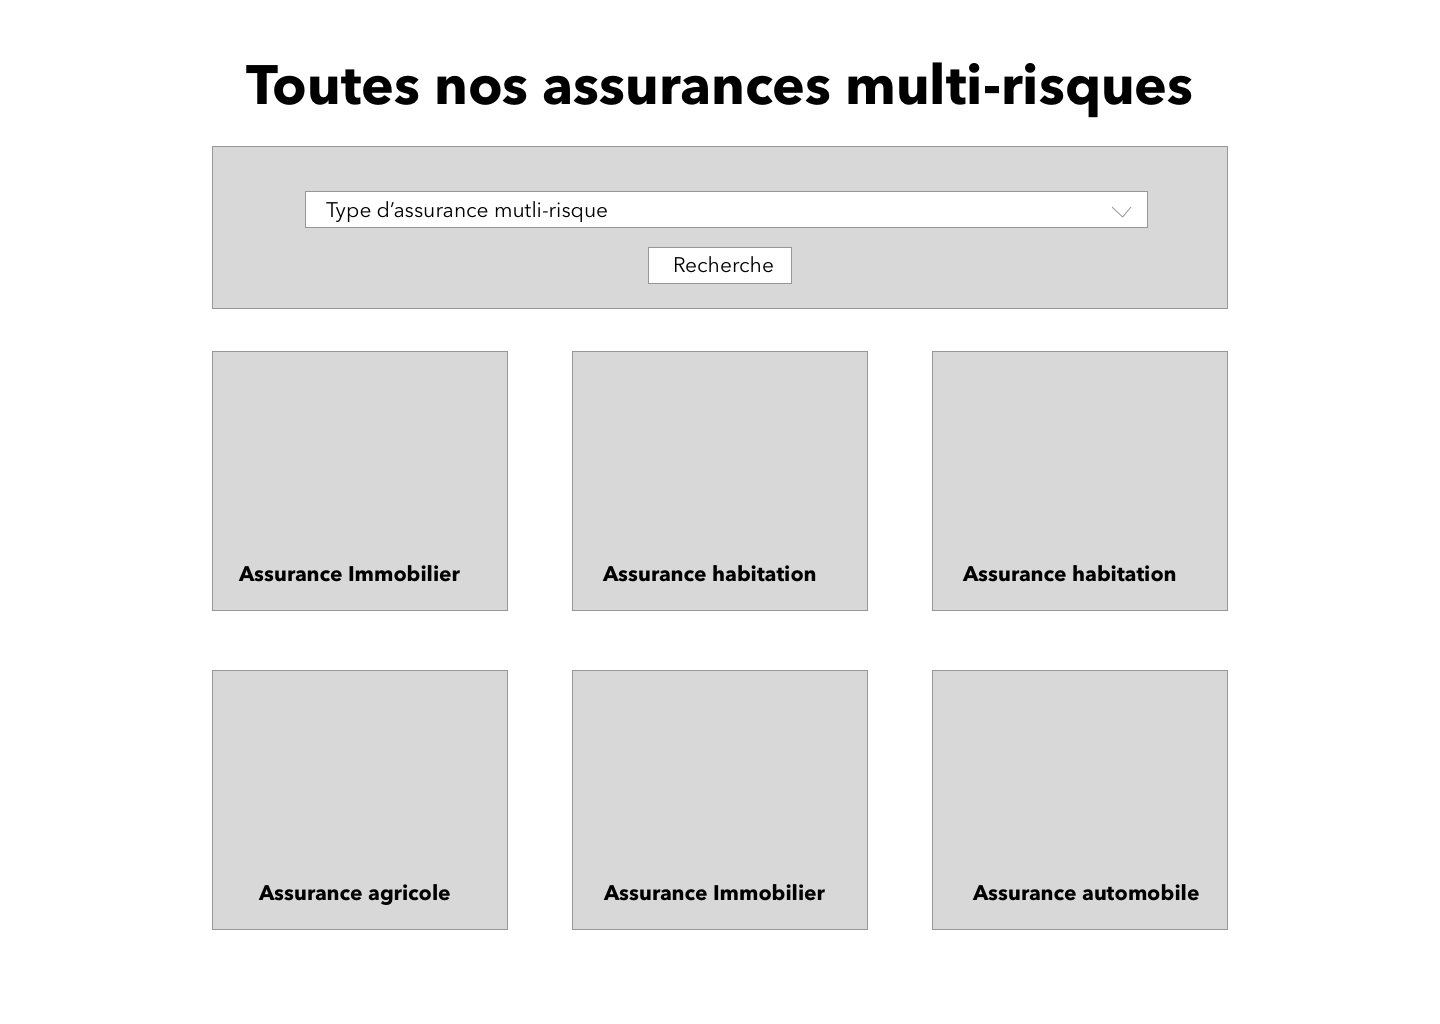 Toutes nos assurances multi-risques
Type d’assurance mutli-risque
Recherche
Assurance Immobilier
Assurance habitation
Assurance habitation
Assurance agricole
Assurance Immobilier
Assurance automobile